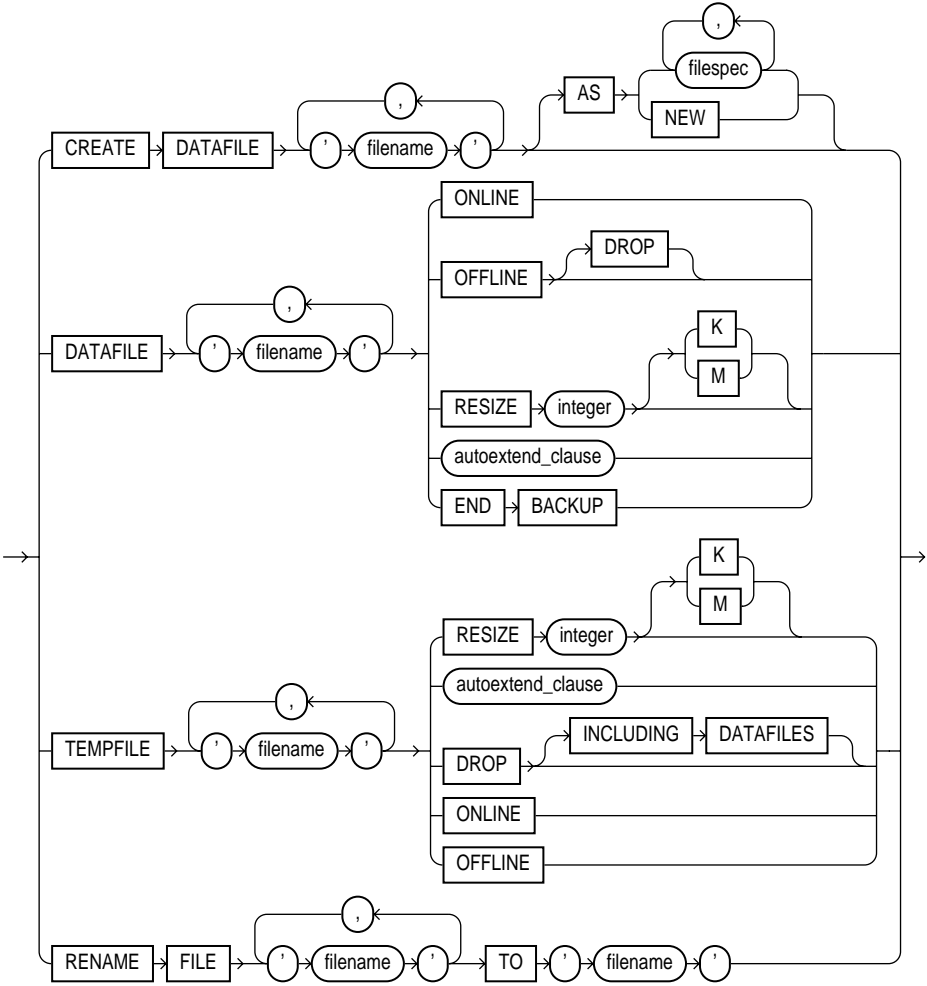 ,
filespec
AS
NEW
,
CREATE DATAFILE ’ filename ’
ONLINE
DROP
OFFLINE
,
DATAFILE ’ filename ’
K
M
RESIZE integer
autoextend_clause
END BACKUP
K
M
RESIZE integer
autoextend_clause
,
TEMPFILE ’ filename ’
INCLUDING DATAFILES
DROP
ONLINE
OFFLINE
,
RENAME FILE ’ filename ’ TO ’ filename ’